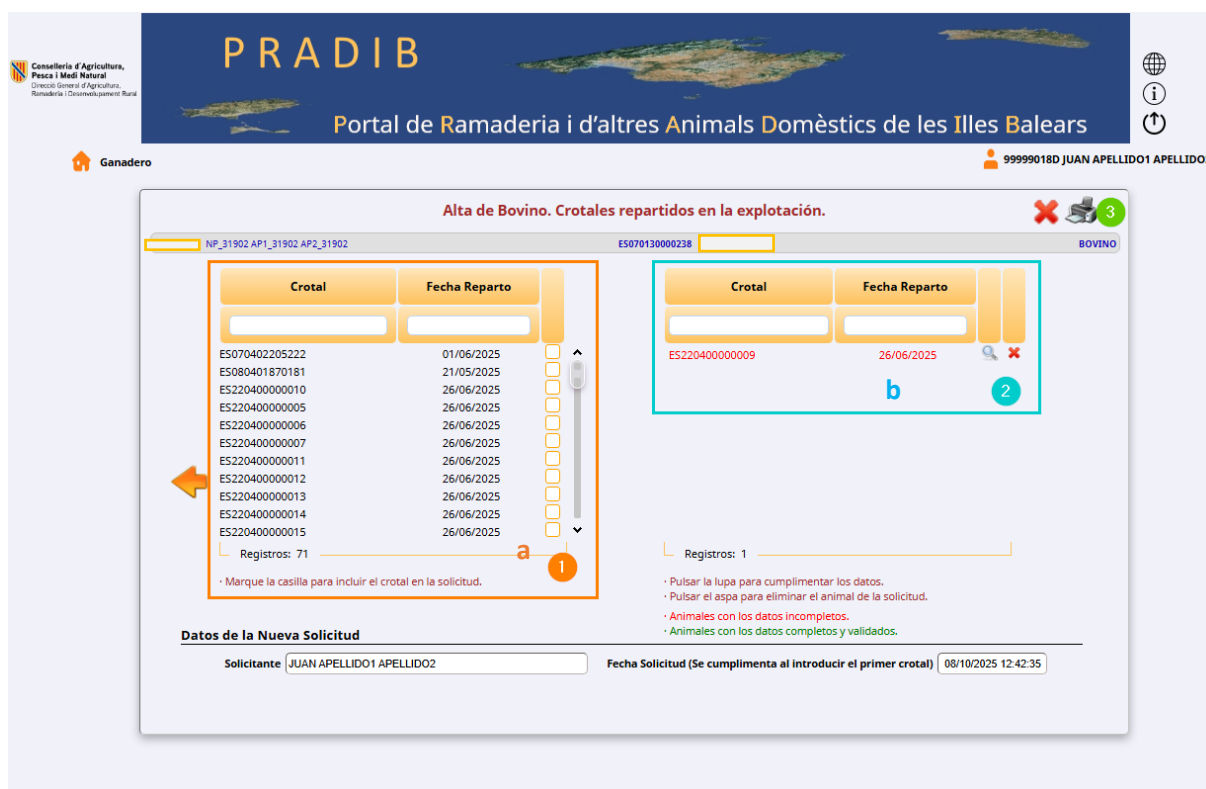 PRADIB
Conselleria d'Agricultura,
Pesca i Medi Natural
Direcció General d'Agricultura,
Ramaderia i Desenvolupament Rural
Portal de Ramaderia i d'altres Animals Domèstics de les Illes Balears
Ganadero
99999018D JUAN APELLIDO1 APELLIDO
Alta de Bovino. Crotales repartidos en la explotación.
3
NP_31902 AP1_31902 AP2_31902 ES070130000238 BOVINO
Crotal Fecha Reparto
ES070402205222 01/06/2025
ES080401870181 21/05/2025
ES220400000010 26/06/2025
ES220400000005 26/06/2025
ES220400000006 26/06/2025
ES220400000007 26/06/2025
ES220400000011 26/06/2025
ES220400000012 26/06/2025
ES220400000013 26/06/2025
ES220400000014 26/06/2025
ES220400000015 26/06/2025
Registros: 71
a
1
· Marque la casilla para incluir el crotal en la solicitud.
Crotal Fecha Reparto
ES220400000009 26/06/2025
b
2
Registros: 1
· Pulsar la lupa para cumplimentar los datos.
· Pulsar el aspa para eliminar el animal de la solicitud.
· Animales con los datos incompletos.
· Animales con los datos completos y validados.
Datos de la Nueva Solicitud
Solicitante JUAN APELLIDO1 APELLIDO2
Fecha Solicitud (Se cumplimenta al introducir el primer crotal) 08/10/2025 12:42:35